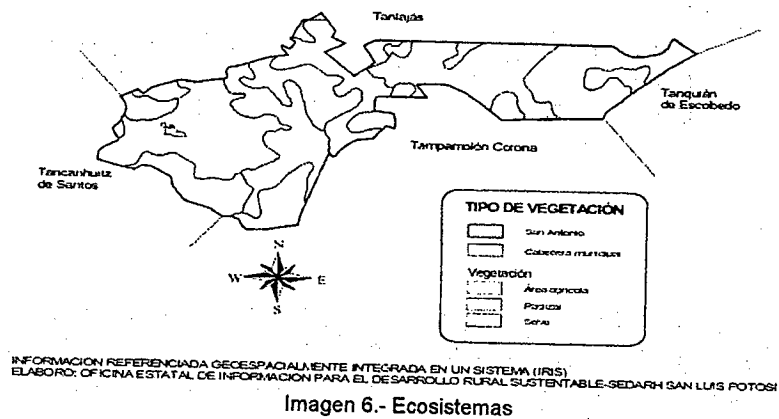 Tanlajás
Tanquián
de Escobedo
Tampamolón Corona
Tancanhuitz
de Santos
TIPO DE VEGETACIÓN
San Antonio
Cabecera municipal
Vegetación
Área agrícola
Pastizal
Selva
N
W
E
S
INFORMACION REFERENCIADA GEOESPACIALMENTE INTEGRADA EN UN SISTEMA (IRIS)
ELABORO: OFICINA ESTATAL DE INFORMACION PARA EL DESARROLLO RURAL SUSTENTABLE-SEDARH SAN LUIS POTOSI
Imagen 6.- Ecosistemas